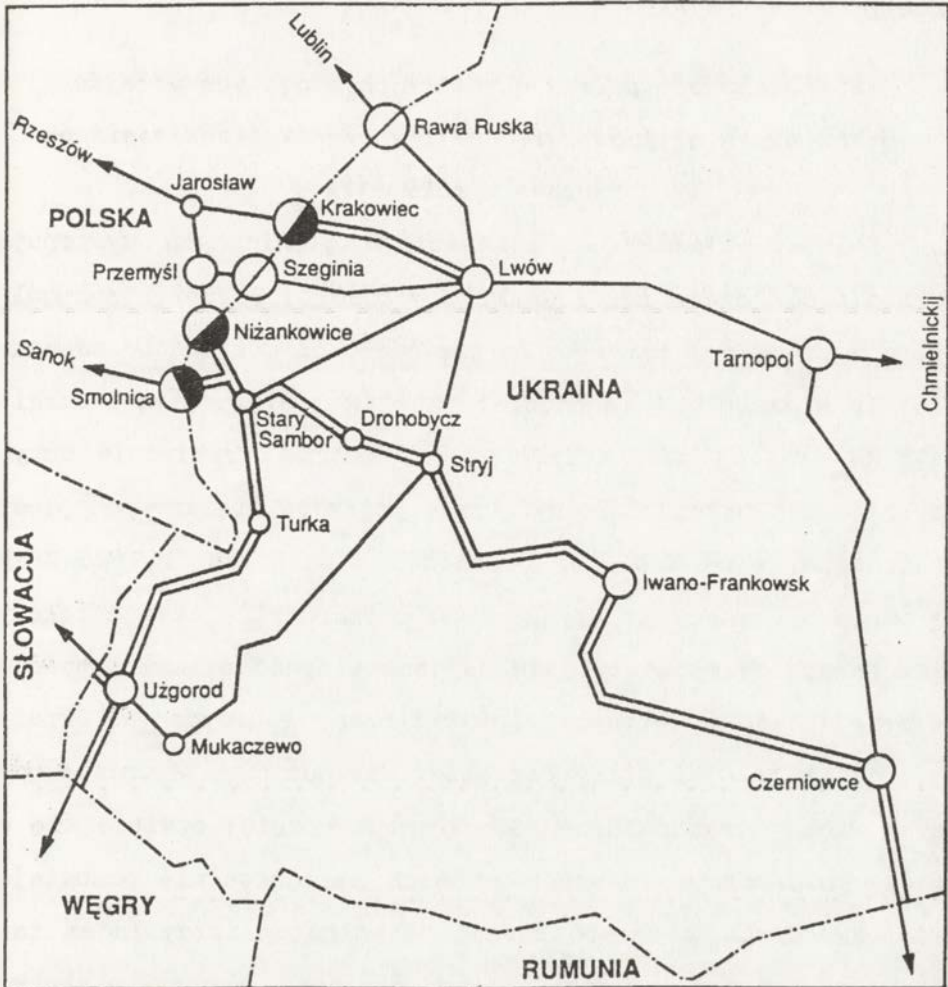 Lublin
Rawa Ruska
Rzeszów
Jarosław
POLSKA
Krakowiec
Przemyśl
Szeginia
Lwów
Niżankowice
Sanok
Smolnica
Stary
Sambor
Drohobycz
UKRAINA
Tarnopol
Chmielnickij
Stryj
Turka
SŁOWACJA
Iwano-Frankowsk
Użgorod
Mukaczewo
Czerniowce
WĘGRY
RUMUNIA